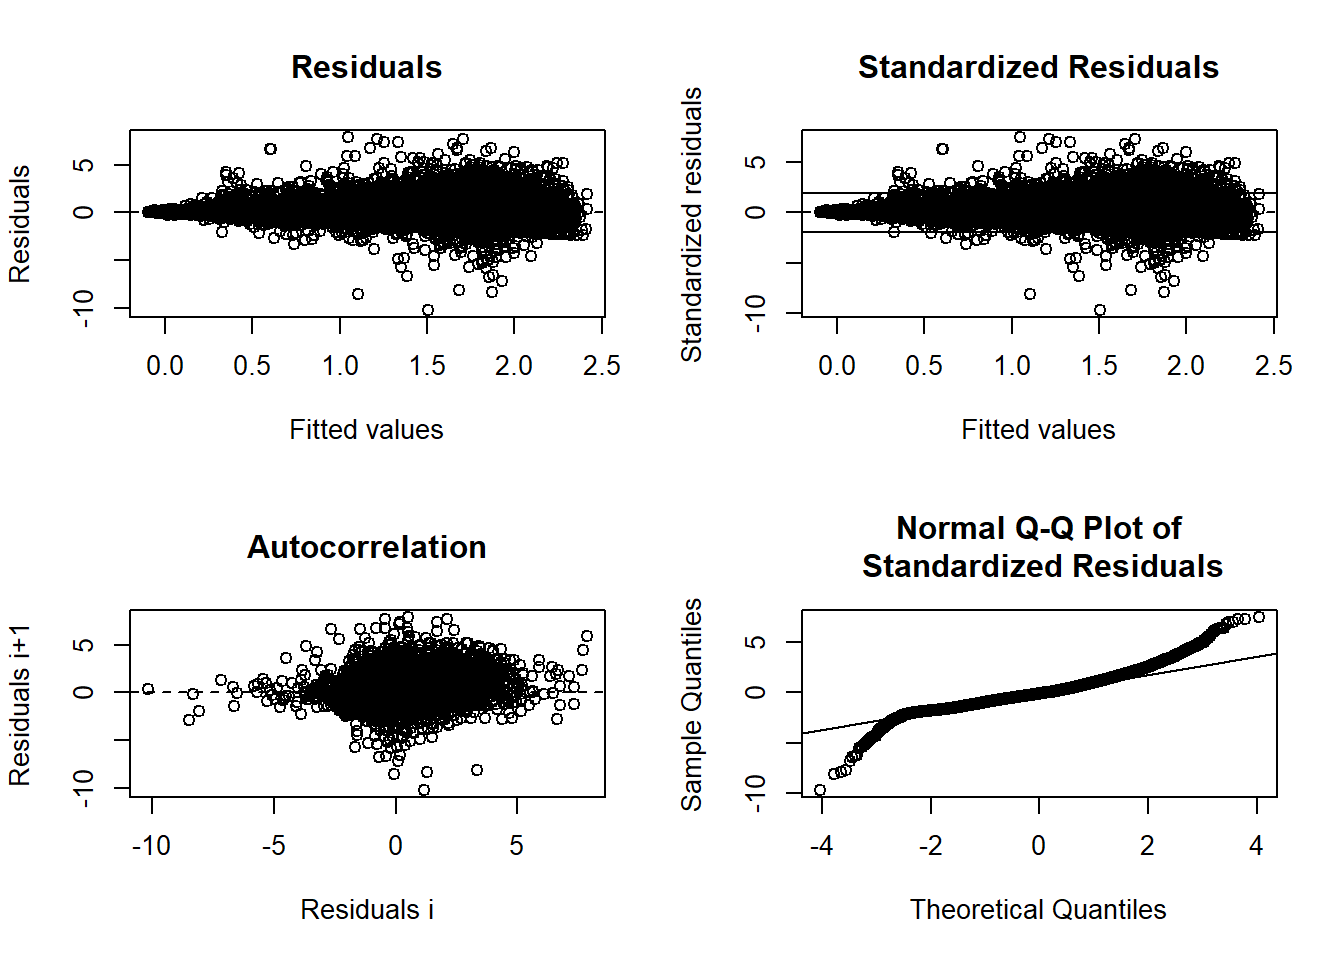 Residuals
Residuals
5
0
-10
0.0 0.5 1.0 1.5 2.0 2.5
Fitted values
Standardized Residuals
Standardized residuals
5
0
-10
0.0 0.5 1.0 1.5 2.0 2.5
Fitted values
Autocorrelation
Residuals i+1
5
0
-10
-10 -5 0 5
Residuals i
Normal Q-Q Plot of
Standardized Residuals
Sample Quantiles
5
0
-10
-4 -2 0 2 4
Theoretical Quantiles